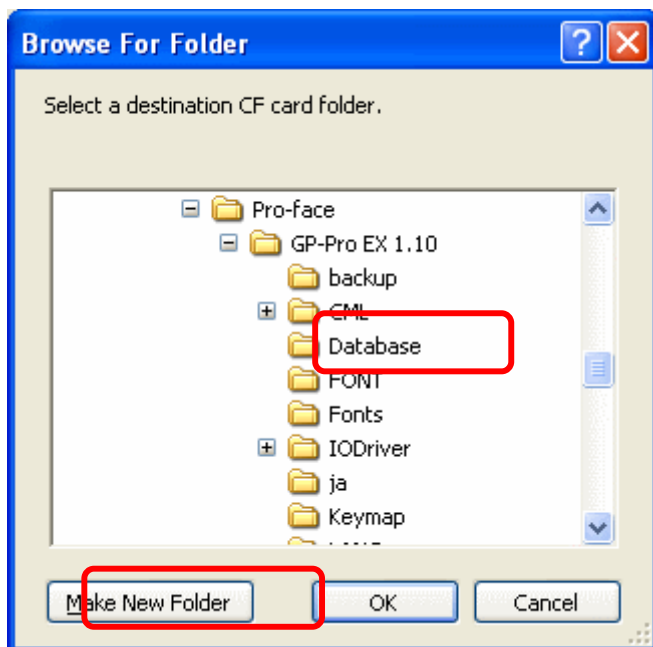 Browse For Folder
Select a destination CF card folder.
Pro-face
GP-Pro EX 1.10
backup
CML
Database
FONT
Fonts
IODriver
ja
Keymap
Make New Folder OK Cancel